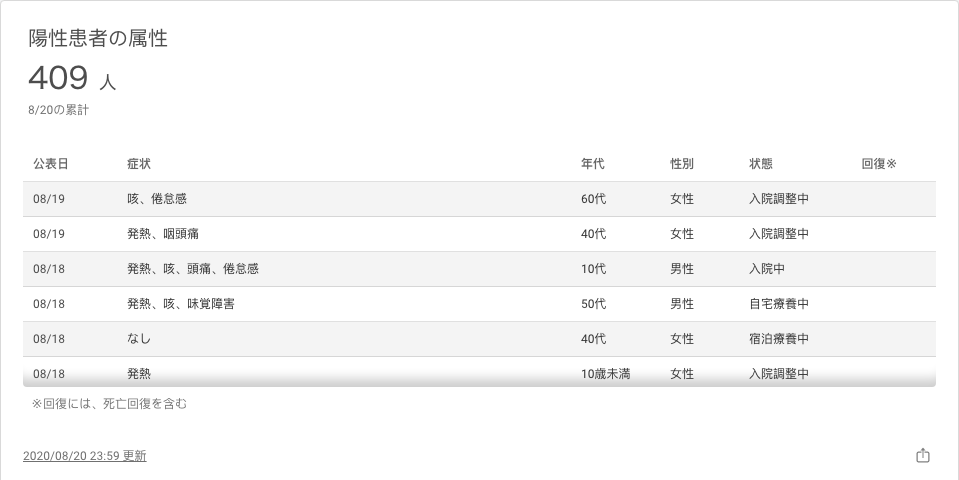 陽性患者の属性
409 人
8/20の累計
公表日 症状 年代 性別 状態 回復※
08/19 咳、倦怠感 60代 女性 入院調整中
08/19 発熱、咽頭痛 40代 女性 入院調整中
08/18 発熱、咳、頭痛、倦怠感 10代 男性 入院中
08/18 発熱、咳、味覚障害 50代 男性 自宅療養中
08/18 なし 40代 女性 宿泊療養中
08/18 発熱 10歳未満 女性 入院調整中
※回復には、死亡回復を含む
2020/08/20 23:59 更新